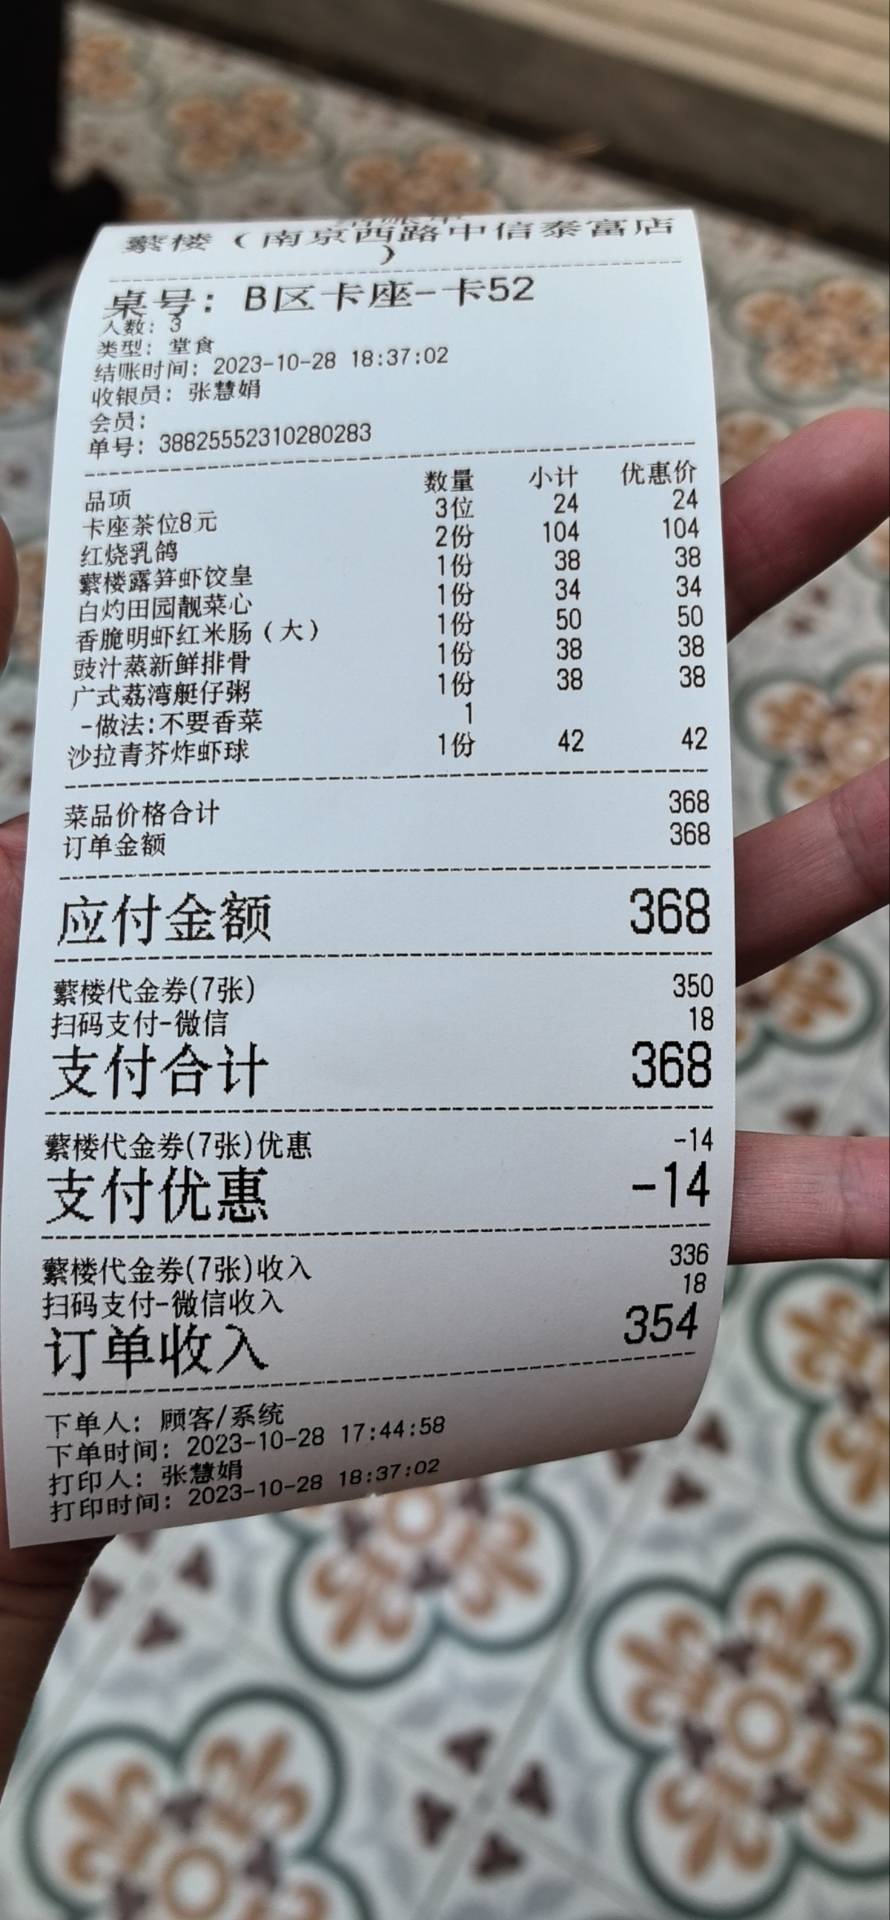 结账单
蘩楼（南京西路中信泰富店
）
桌号: B区卡座-卡52
人数: 3
类型: 堂食
结账时间: 2023-10-28 18:37:02
收银员: 张慧娟
会员:
单号: 38825552310280283
品项 数量 小计 优惠价
卡座茶位8元 3位 24 24
红烧乳鸽 2份 104 104
蘩楼露笋虾饺皇 1份 38 38
白灼田园靓菜心 1份 34 34
香脆明虾红米肠（大） 1份 50 50
豉汁蒸新鲜排骨 1份 38 38
广式荔湾艇仔粥 1份 38 38
-做法:不要香菜 1
沙拉青芥炸虾球 1份 42 42
菜品价格合计 368
订单金额 368
应付金额 368
蘩楼代金券(7张) 350
扫码支付-微信 18
支付合计 368
蘩楼代金券(7张)优惠 -14
支付优惠 -14
蘩楼代金券(7张)收入 336
扫码支付-微信收入 18
订单收入 354
下单人: 顾客/系统
下单时间: 2023-10-28 17:44:58
打印人: 张慧娟
打印时间: 2023-10-28 18:37:02